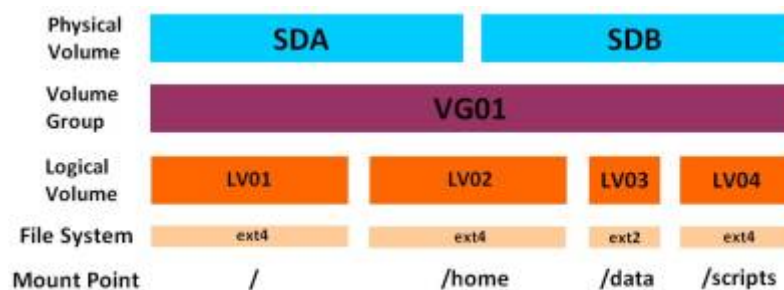 Physical Volume SDA SDB
Volume Group VG01
Logical Volume LV01 LV02 LV03 LV04
File System ext4 ext4 ext2 ext4
Mount Point / /home /data /scripts